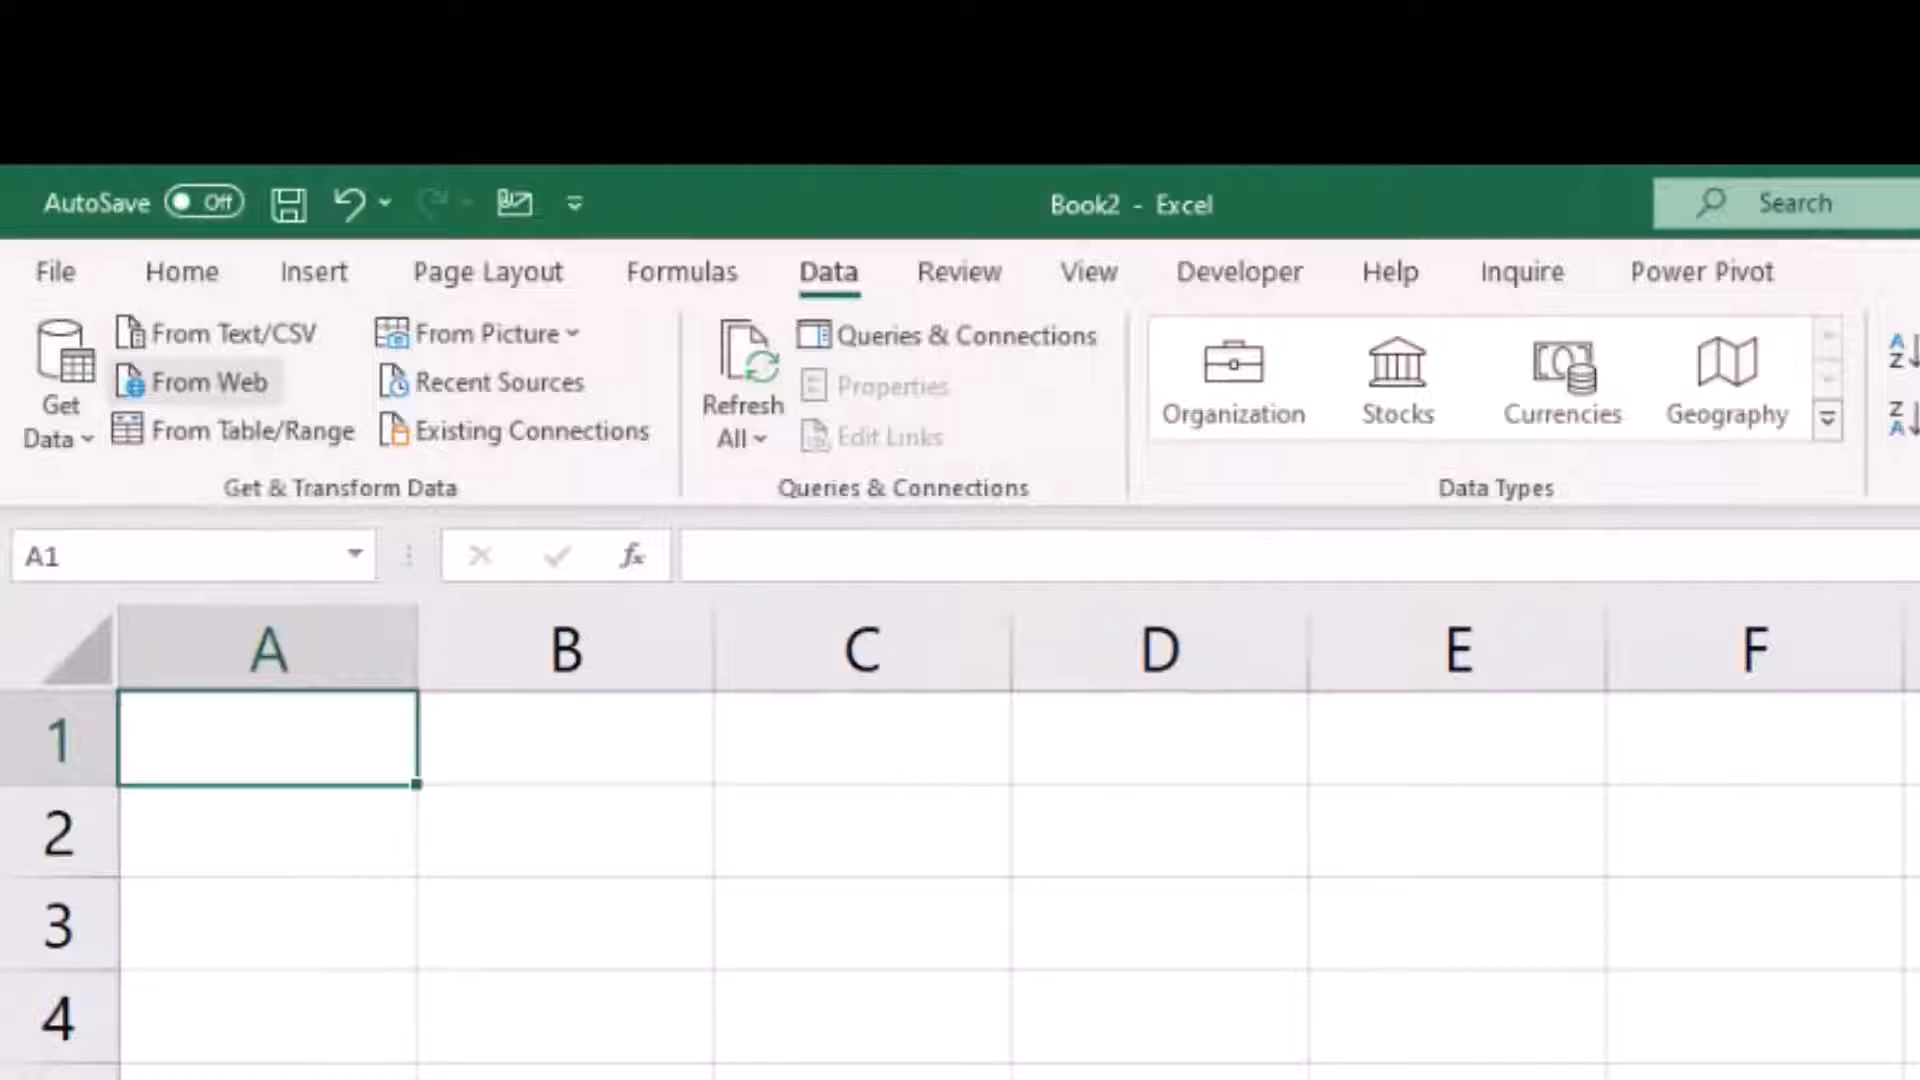 AutoSave Off Book2 - Excel Search
File Home Insert Page Layout Formulas Data Review View Developer Help Inquire Power Pivot
Get Data
From Text/CSV
From Web
From Table/Range
From Picture
Recent Sources
Existing Connections
Get & Transform Data
Refresh All
Queries & Connections
Properties
Edit Links
Queries & Connections
Organization Stocks Currencies Geography
Data Types
A Z
Z A
A1 fx
A B C D E F
1
2
3
4